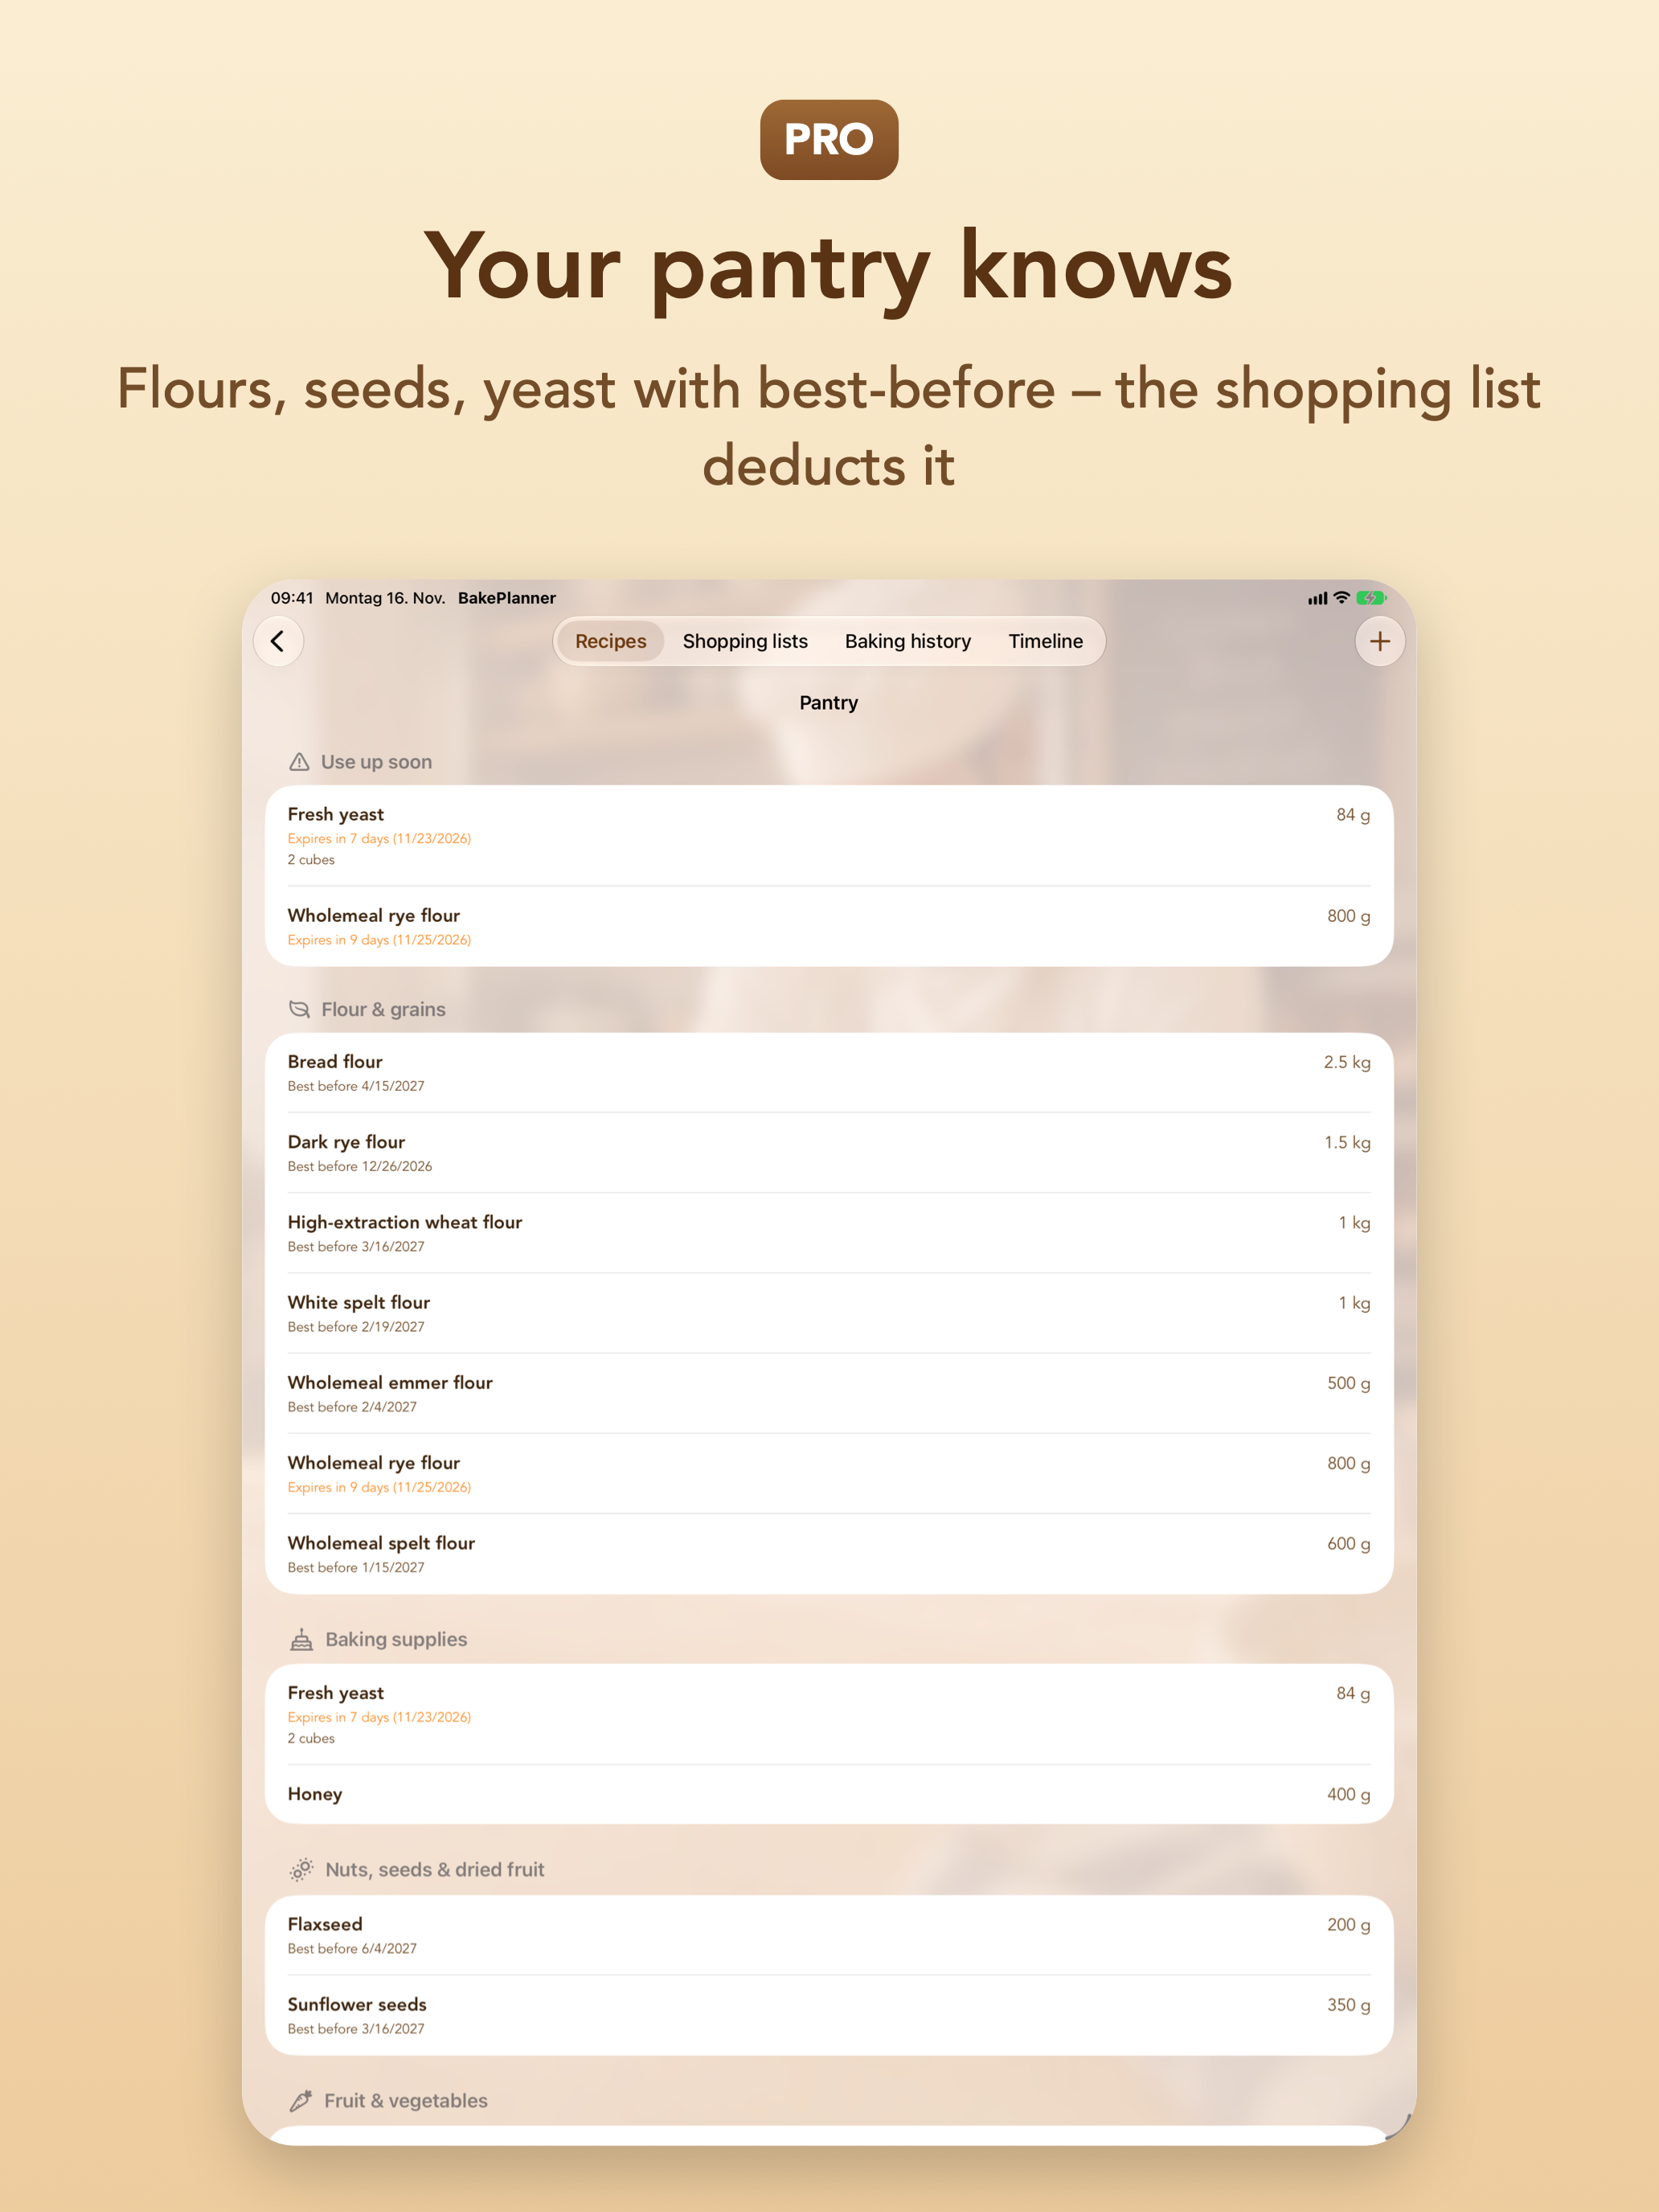 PRO
Your pantry knows
Flours, seeds, yeast with best-before – the shopping list
deducts it
09:41 Montag 16. Nov. BakePlanner
Recipes Shopping lists Baking history Timeline
Pantry
Use up soon
Fresh yeast 84 g
Expires in 7 days (11/23/2026)
2 cubes
Wholemeal rye flour 800 g
Expires in 9 days (11/25/2026)
Flour & grains
Bread flour 2.5 kg
Best before 4/15/2027
Dark rye flour 1.5 kg
Best before 12/26/2026
High-extraction wheat flour 1 kg
Best before 3/16/2027
White spelt flour 1 kg
Best before 2/19/2027
Wholemeal emmer flour 500 g
Best before 2/4/2027
Wholemeal rye flour 800 g
Expires in 9 days (11/25/2026)
Wholemeal spelt flour 600 g
Best before 1/15/2027
Baking supplies
Fresh yeast 84 g
Expires in 7 days (11/23/2026)
2 cubes
Honey 400 g
Nuts, seeds & dried fruit
Flaxseed 200 g
Best before 6/4/2027
Sunflower seeds 350 g
Best before 3/16/2027
Fruit & vegetables